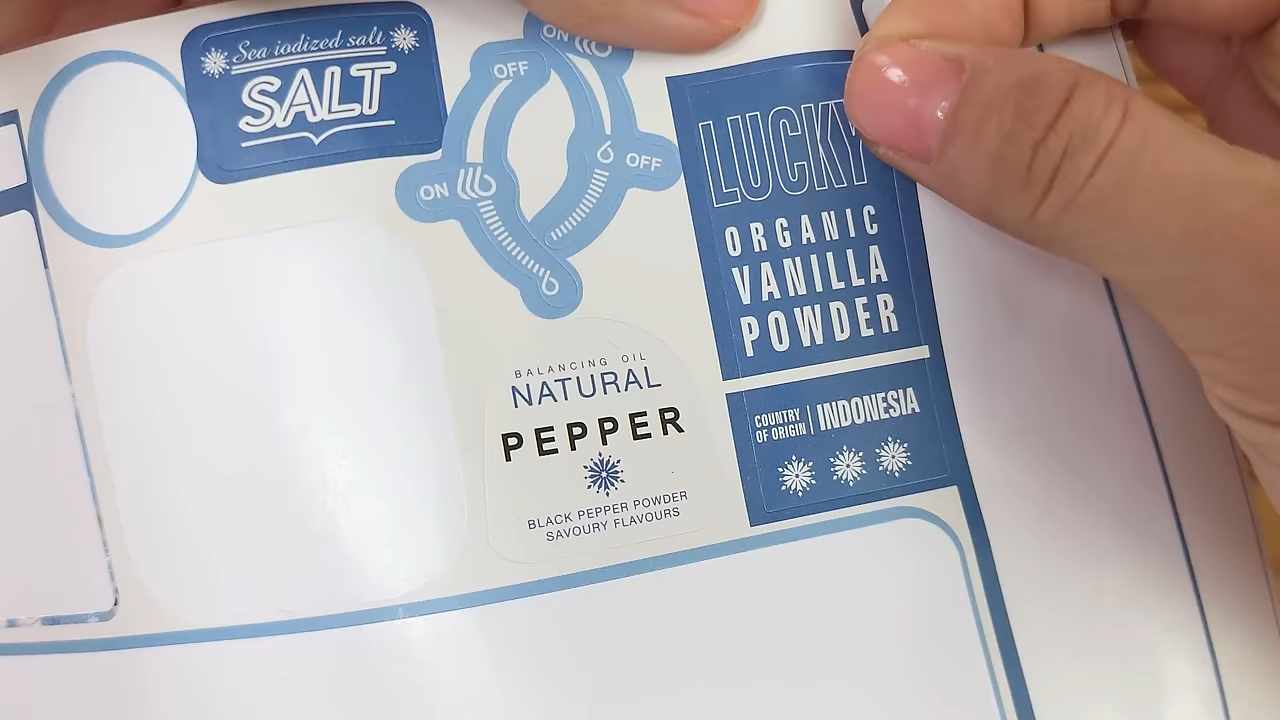 Sea iodized salt
SALT
ON
OFF
ON
OFF
LUCKY
ORGANIC
VANILLA
POWDER
COUNTRY
OF ORIGIN
INDONESIA
BALANCING OIL
NATURAL
PEPPER
BLACK PEPPER POWDER
SAVOURY FLAVOURS